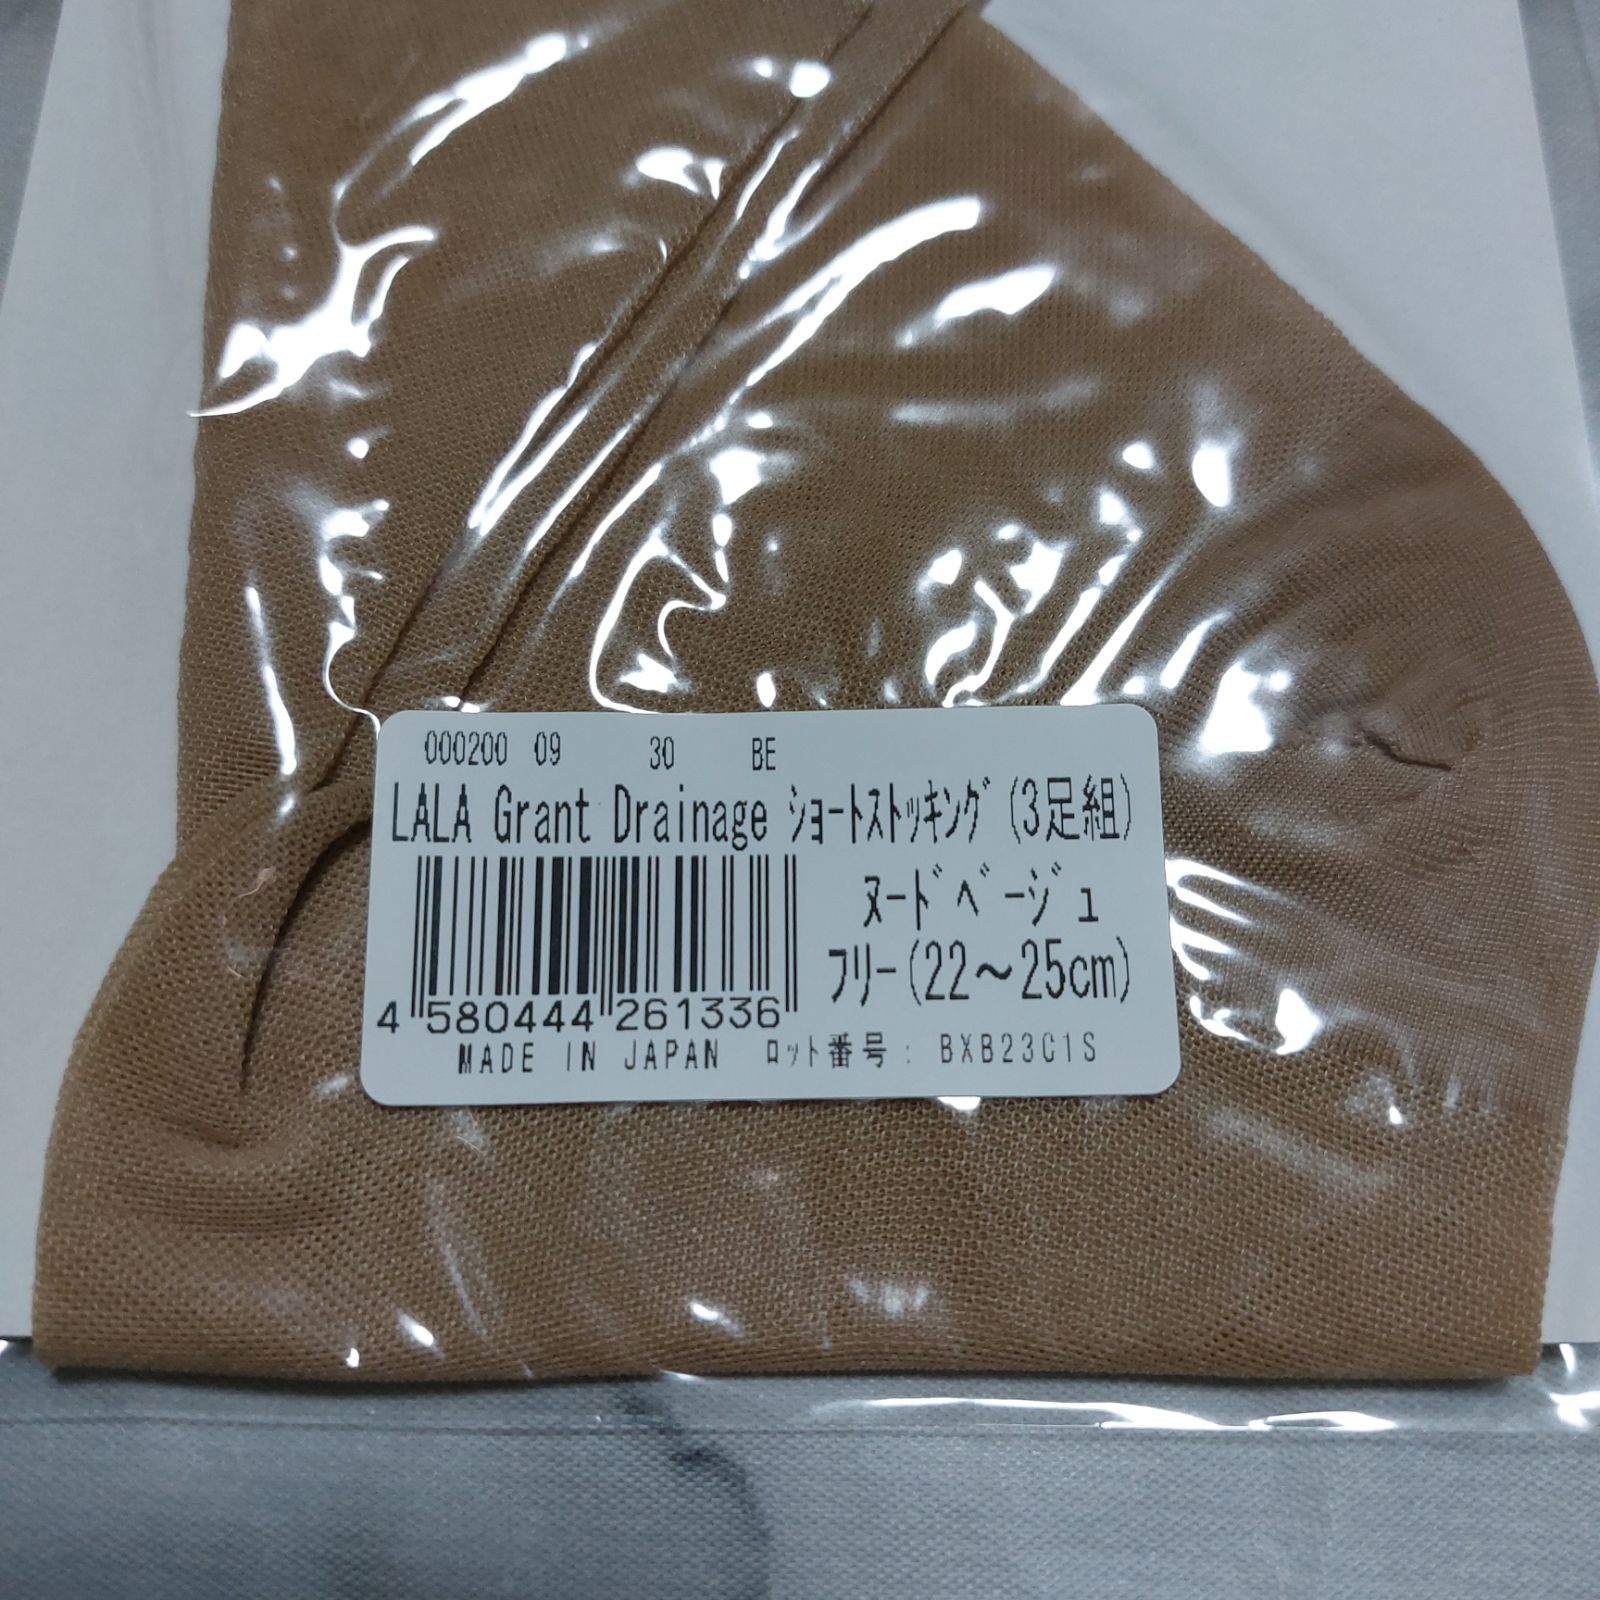 000200 09 30 BE
LALA Grant Drainage ｼｮｰﾄｽﾄｯｷﾝｸﾞ(3足組)
ﾇｰﾄﾞﾍﾞｰｼﾞｭ
ﾌﾘｰ(22～25cm)
4 580444 261336
MADE IN JAPAN ﾛｯﾄ番号: BXB23C1S